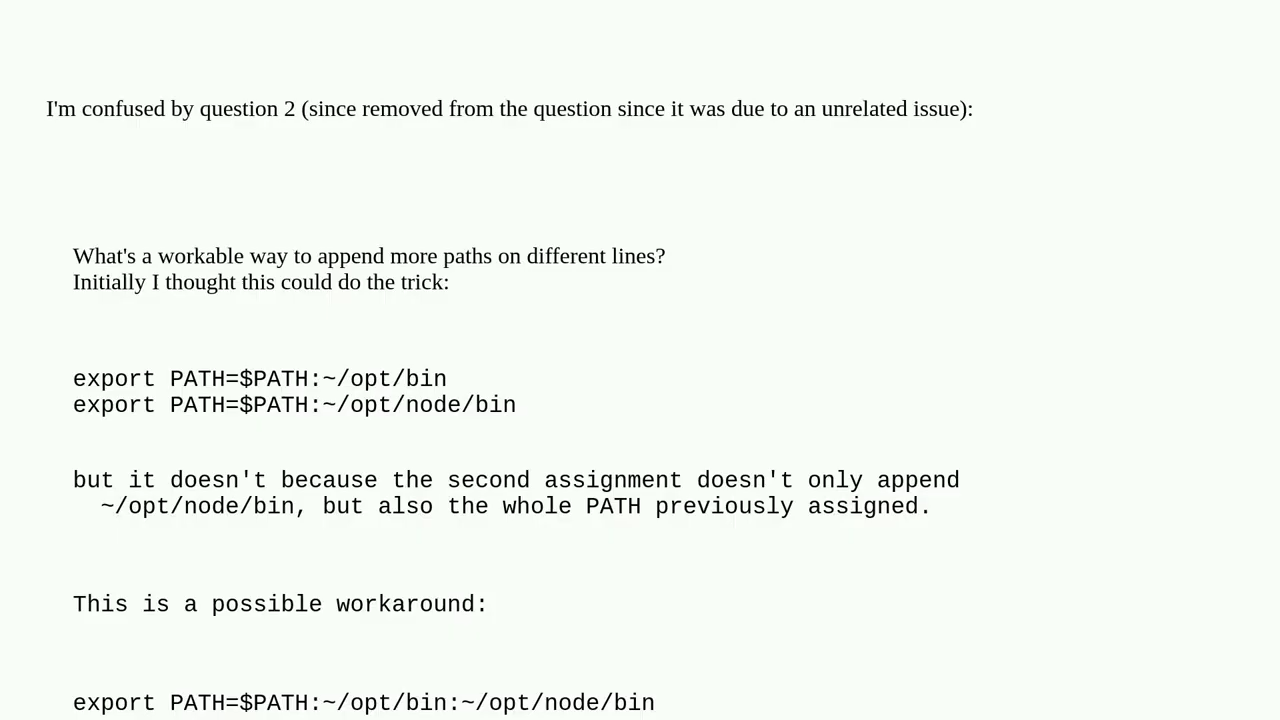 I'm confused by question 2 (since removed from the question since it was due to an unrelated issue):
What's a workable way to append more paths on different lines?
Initially I thought this could do the trick:
export PATH=$PATH:~/opt/bin
export PATH=$PATH:~/opt/node/bin
but it doesn't because the second assignment doesn't only append
~/opt/node/bin, but also the whole PATH previously assigned.
This is a possible workaround:
export PATH=$PATH:~/opt/bin:~/opt/node/bin